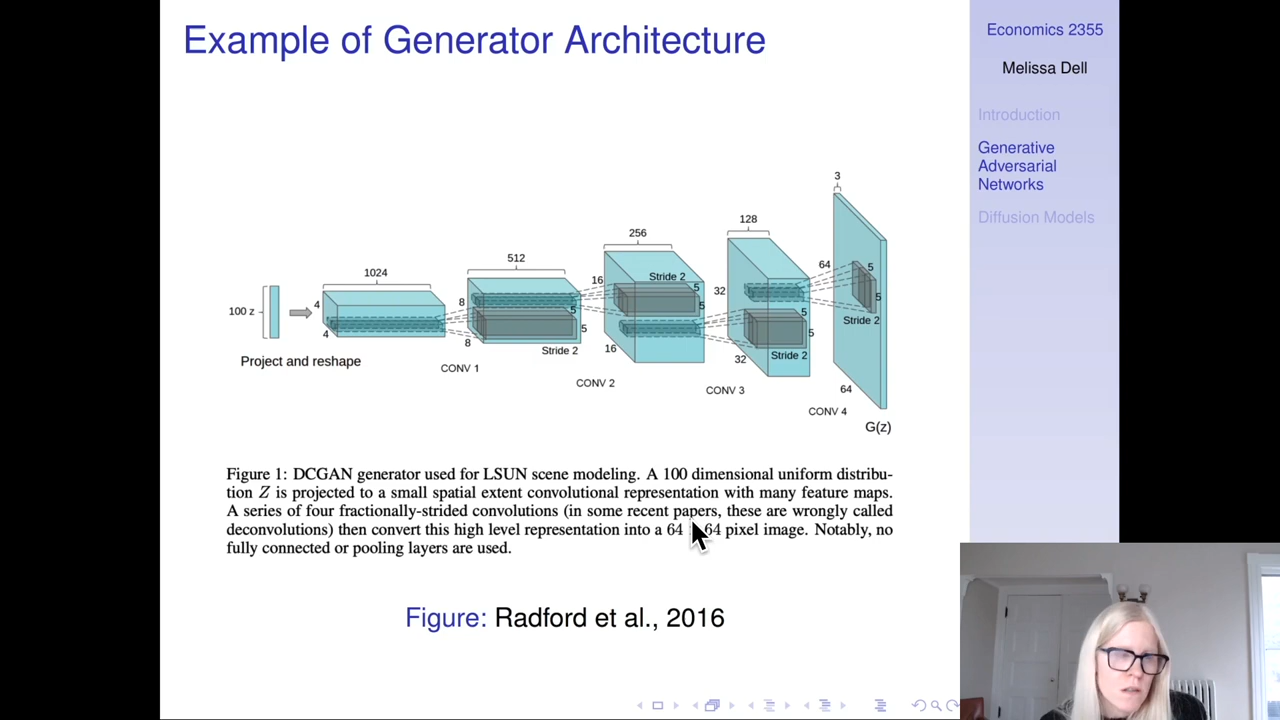 Example of Generator Architecture
Economics 2355
Melissa Dell
Introduction
Generative
Adversarial
Networks
Diffusion Models
100 z
Project and reshape
1024
4
4
512
8
8
5
5
Stride 2
CONV 1
256
16
16
Stride 2
5
5
CONV 2
128
32
32
5
5
Stride 2
CONV 3
3
64
64
5
5
Stride 2
CONV 4
G(z)
Figure 1: DCGAN generator used for LSUN scene modeling. A 100 dimensional uniform distribu-
tion Z is projected to a small spatial extent convolutional representation with many feature maps.
A series of four fractionally-strided convolutions (in some recent papers, these are wrongly called
deconvolutions) then convert this high level representation into a 64 64 pixel image. Notably, no
fully connected or pooling layers are used.
Figure: Radford et al., 2016